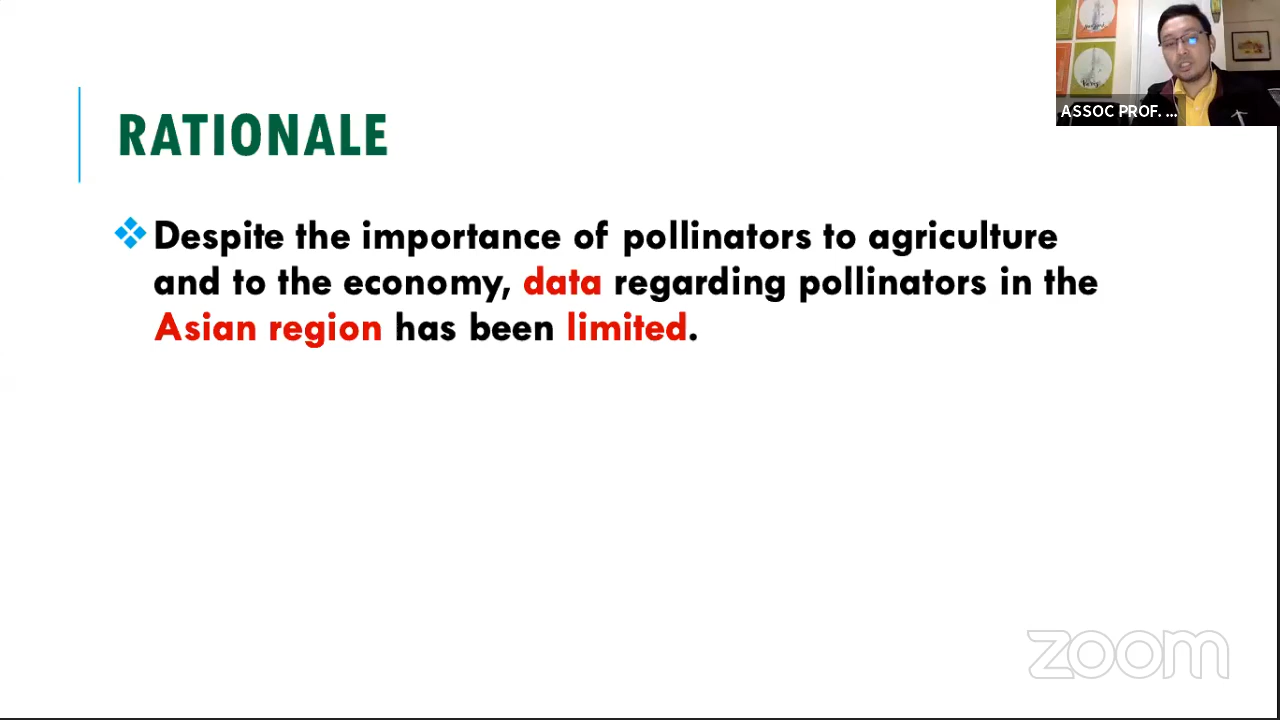 ASSOC PROF. ...
RATIONALE
Despite the importance of pollinators to agriculture
and to the economy, data regarding pollinators in the
Asian region has been limited.
zoom